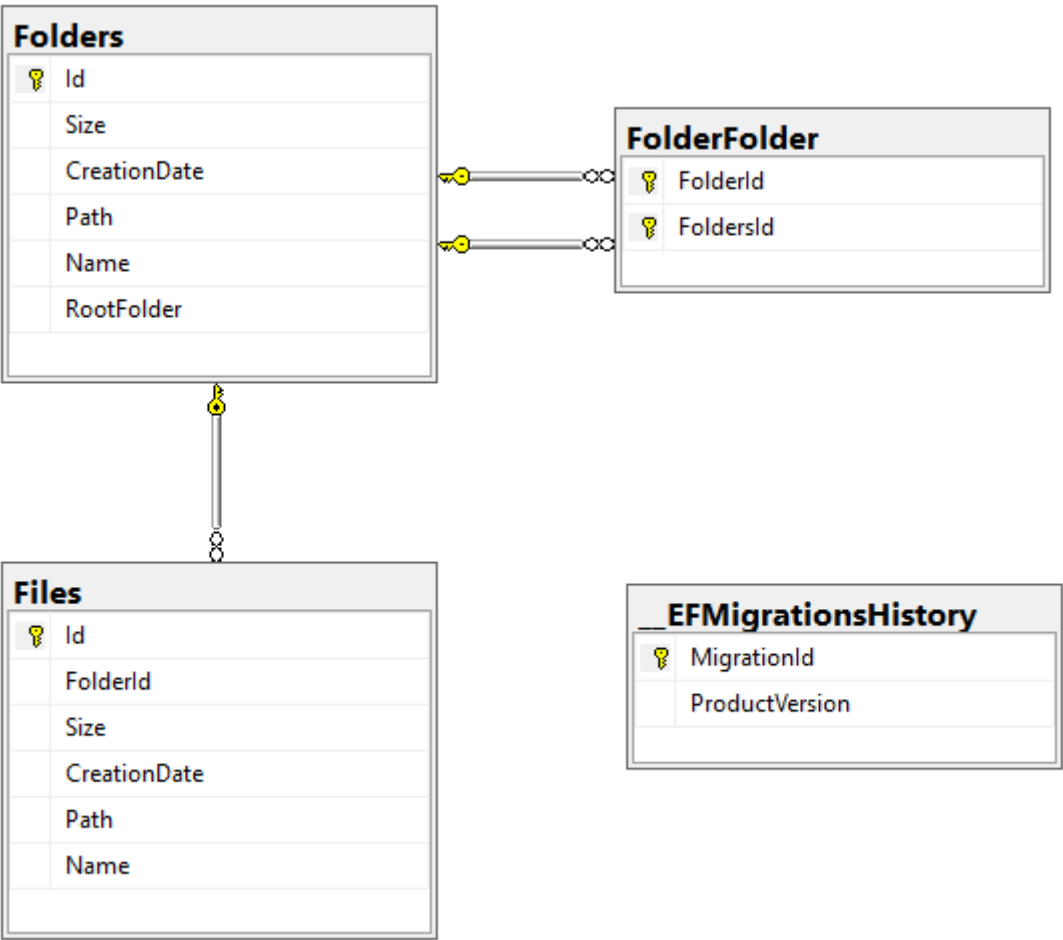 Folders
Id
Size
CreationDate
Path
Name
RootFolder
FolderFolder
FolderId
FoldersId
Files
Id
FolderId
Size
CreationDate
Path
Name
__EFMigrationsHistory
MigrationId
ProductVersion